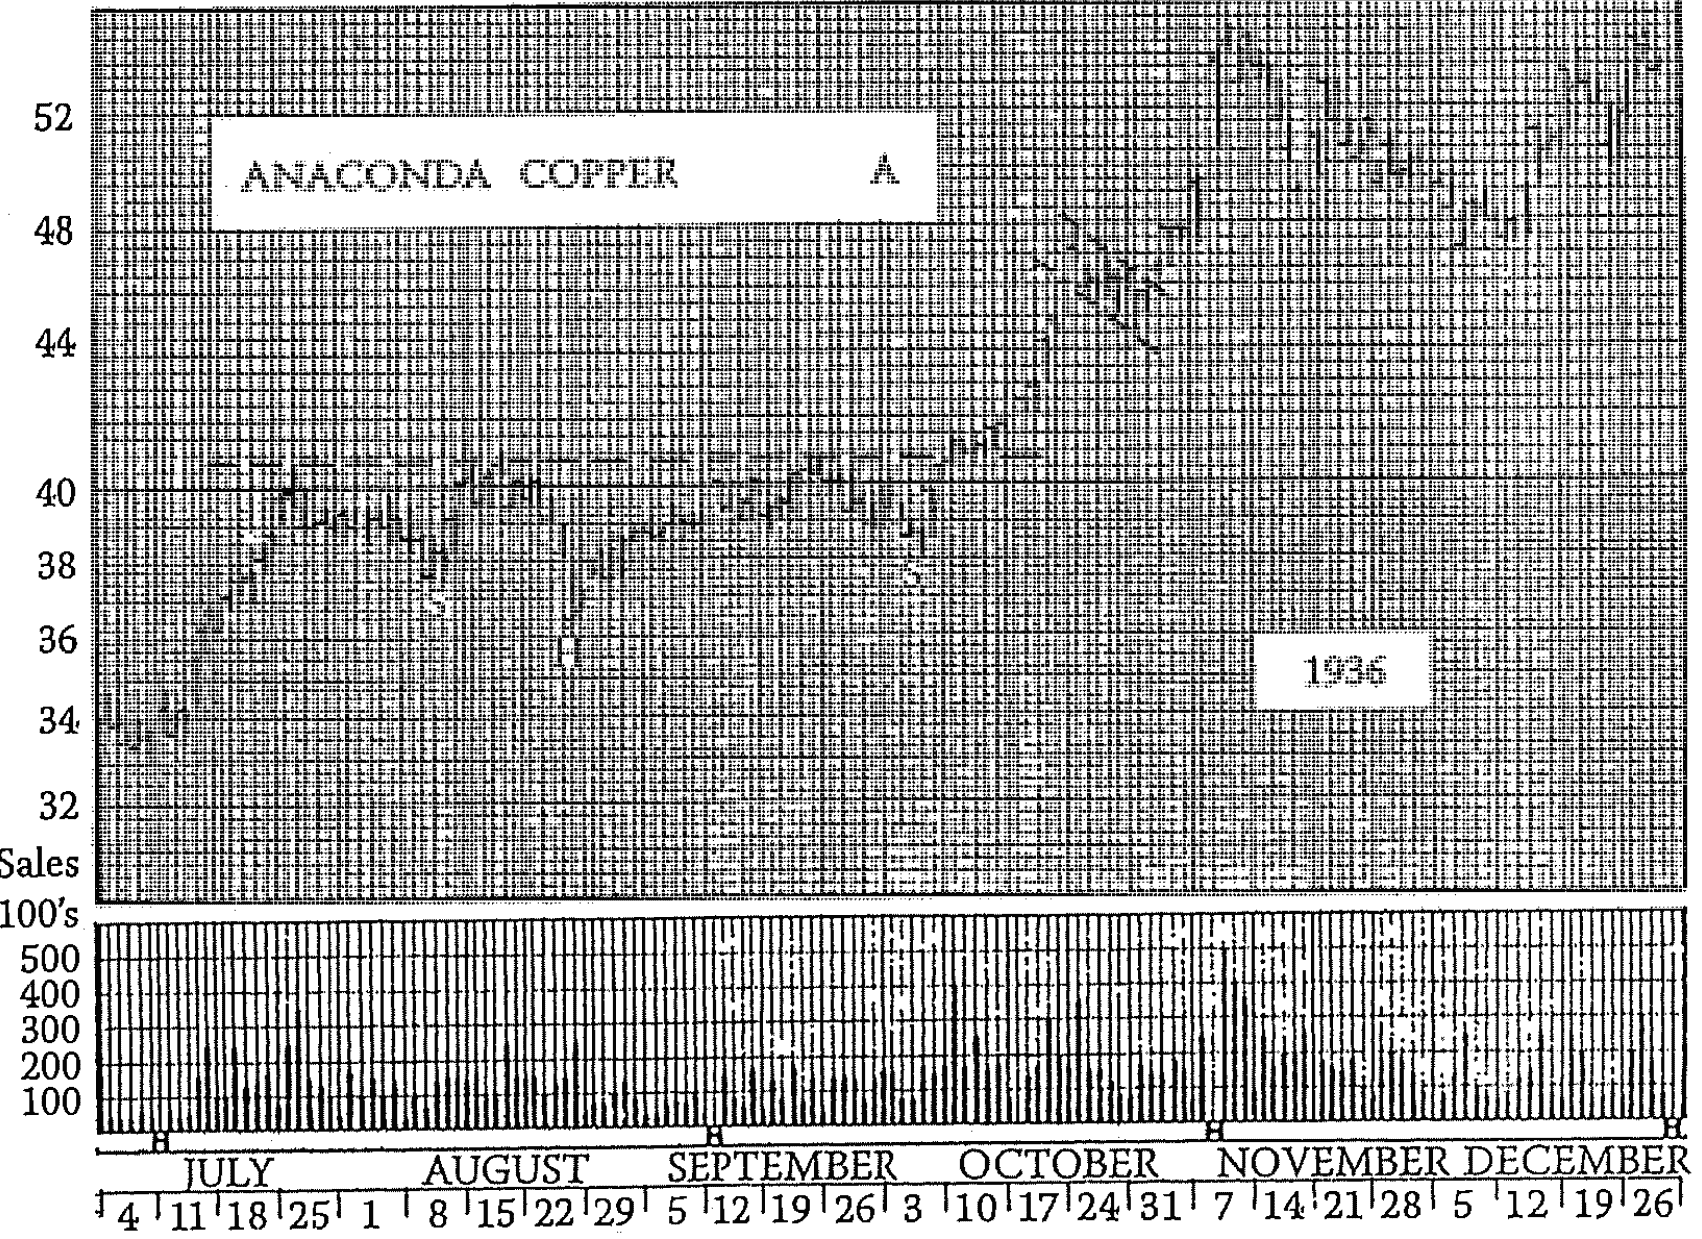 52
ANACONDA COPPER A
48
44
40
38
S
S
36
H
1936
34
32
Sales
100's
500
400
300
200
100
H H H H
JULY AUGUST SEPTEMBER OCTOBER NOVEMBER DECEMBER
4 11 18 25 1 8 15 22 29 5 12 19 26 3 10 17 24 31 7 14 21 28 5 12 19 26